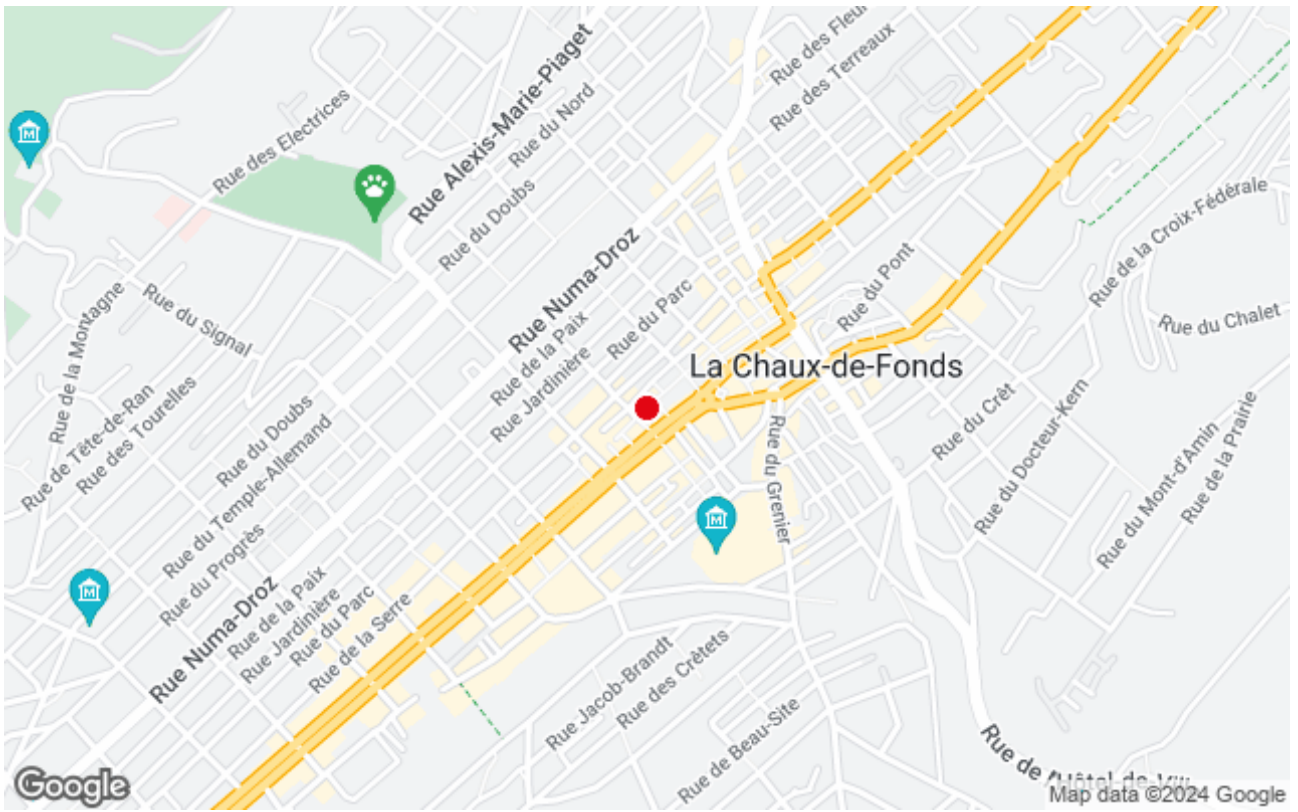 Rue des Fleur
Rue des Terreaux
Rue Alexis-Marie-Piaget
Rue du Nord
Rue des Electrices
Rue du Doubs
Rue Numa-Droz
Rue de la Croix-Fédérale
Rue du Pont
Rue du Parc
Rue de la Paix
Rue Jardinière
Rue du Signal
Rue de la Montagne
Rue du Chalet
La Chaux-de-Fonds
Rue de Tête-de-Ran
Rue des Tourelles
Rue du Doubs
Rue du Temple-Allemand
Rue du Progrès
Rue du Crêt
Rue du Docteur-Kern
Rue du Mont-d'Amin
Rue de la Prairie
Rue du Grenier
M
M
M
Rue Numa-Droz
Rue de la Paix
Rue Jardinière
Rue du Parc
Rue de la Serre
Rue Jacob-Brandt
Rue des Crêtets
Rue de Beau-Site
Rue de l'Hôtel-de-Vil
Google
Map data ©2024 Google